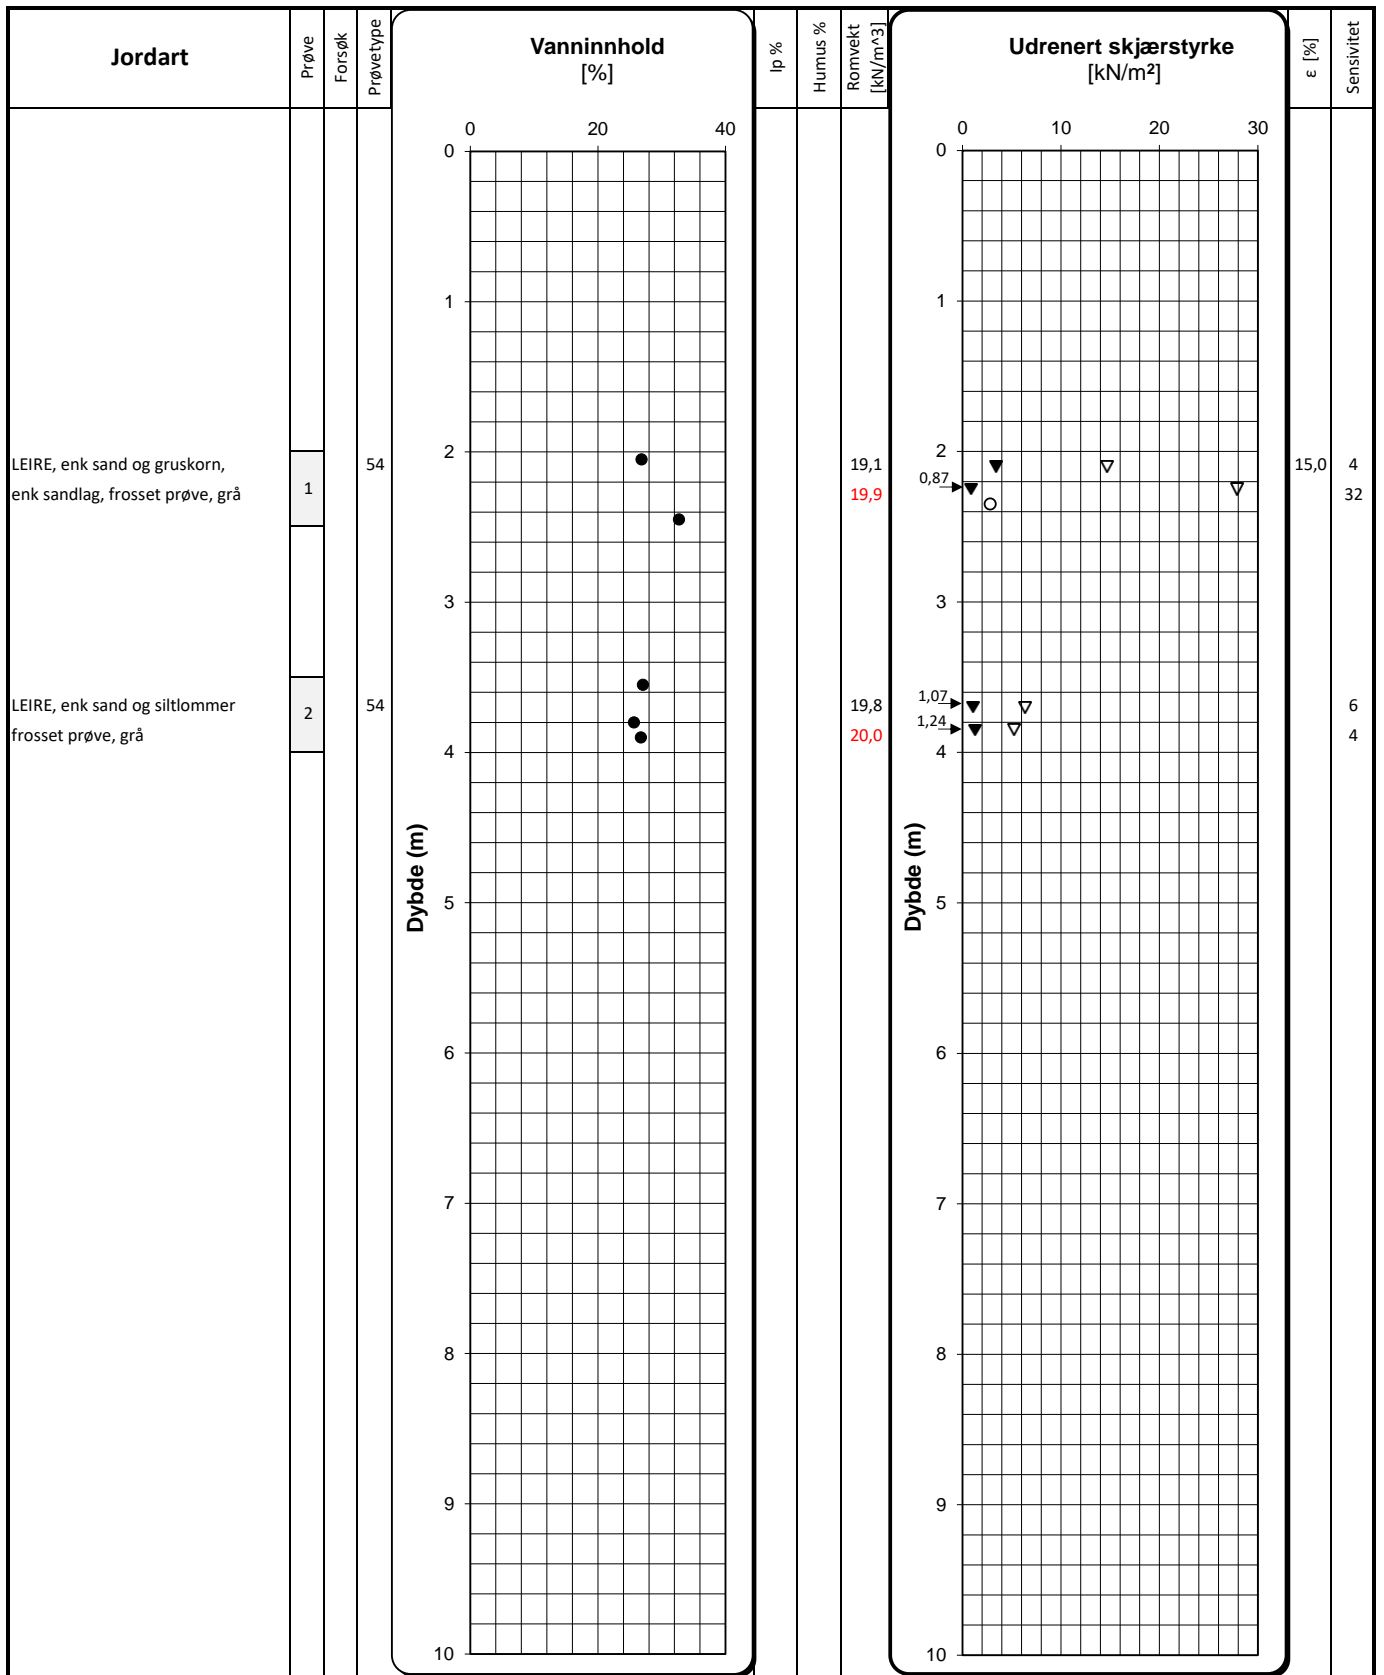 Jordart
Prøve
Forsøk
Prøvetype
Vanninnhold
[%]
Ip %
Humus %
Romvekt
[kN/m^3]
Udrenert skjærstyrke
[kN/m²]
ε [%]
Sensivitet
0 20 40
0
1
2
3
4
5
6
7
8
9
10
Dybde (m)
0 10 20 30
0
1
2
3
4
5
6
7
8
9
10
Dybde (m)
LEIRE, enk sand og gruskorn,
enk sandlag, frosset prøve, grå
1
54
19,1
19,9
0,87
15,0
4
32
LEIRE, enk sand og siltlommer
frosset prøve, grå
2
54
19,8
20,0
1,07
1,24
6
4